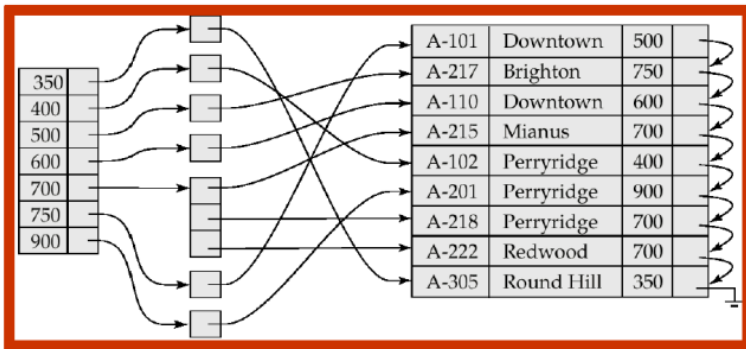 350
400
500
600
700
750
900
A-101 Downtown 500
A-217 Brighton 750
A-110 Downtown 600
A-215 Mianus 700
A-102 Perryridge 400
A-201 Perryridge 900
A-218 Perryridge 700
A-222 Redwood 700
A-305 Round Hill 350